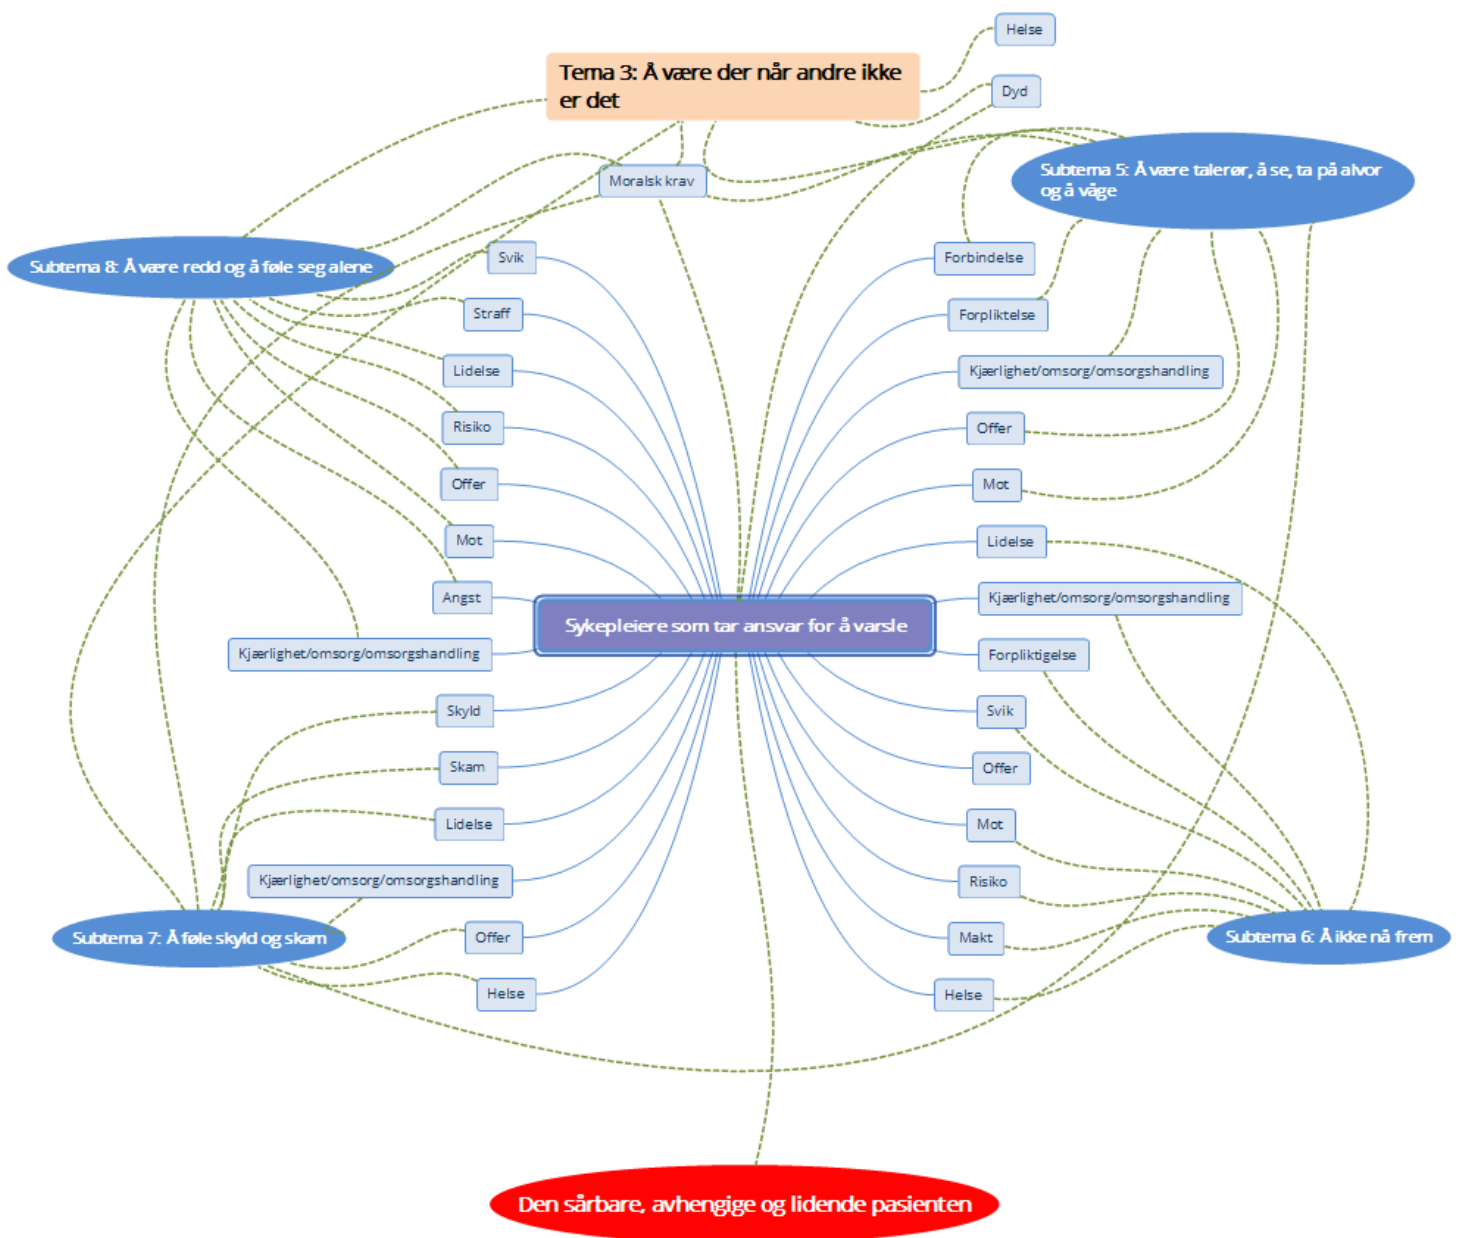 Helse
Tema 3: Å være der når andre ikke
er det
Dyd
Subtema 5: Å være talerør, å se, ta på alvor
og å våge
Moralsk krav
Subtema 8: Å være redd og å føle seg alene
Svik
Straff
Lidelse
Risiko
Offer
Mot
Angst
Kjærlighet/omsorg/omsorgshandling
Skyld
Skam
Lidelse
Kjærlighet/omsorg/omsorgshandling
Offer
Helse
Subtema 7: Å føle skyld og skam
Sykepleiere som tar ansvar for å varsle
Forbindelse
Forpliktelse
Kjærlighet/omsorg/omsorgshandling
Offer
Mot
Lidelse
Kjærlighet/omsorg/omsorgshandling
Forpliktigelse
Svik
Offer
Mot
Risiko
Makt
Helse
Subtema 6: Å ikke nå frem
Den sårbare, avhengige og lidende pasienten